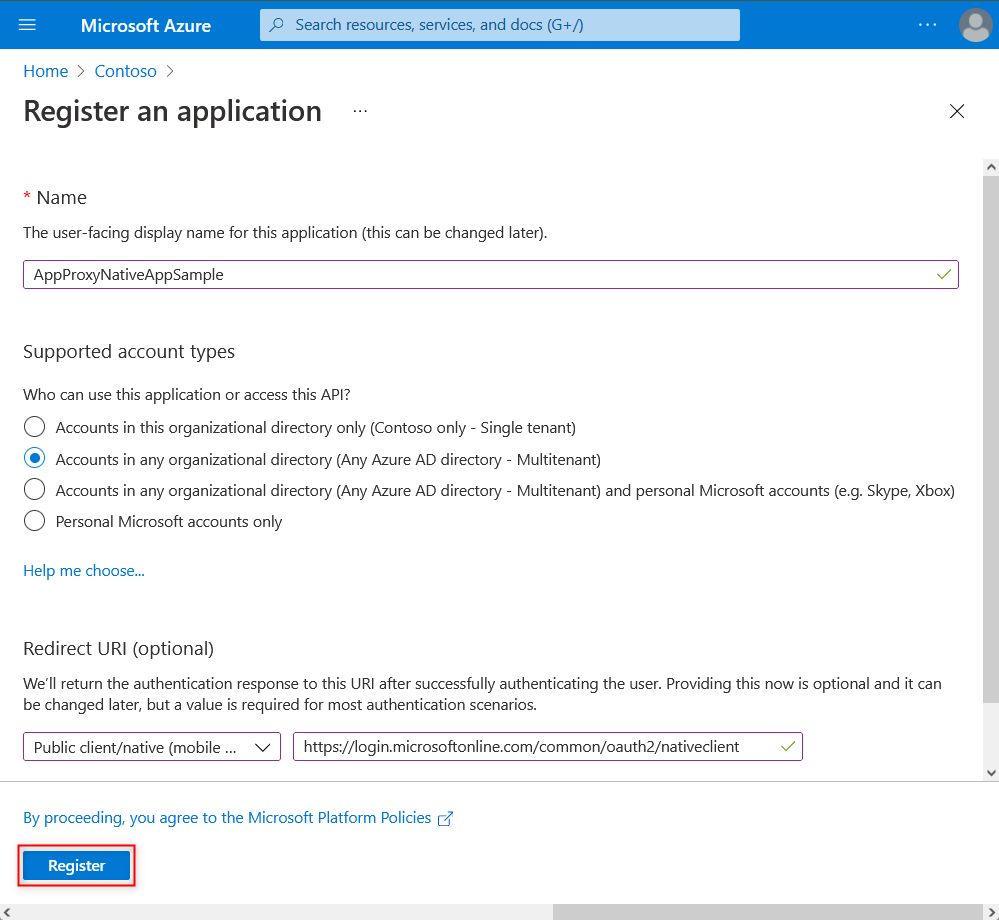 Microsoft Azure
Search resources, services, and docs (G+/)
...
Home > Contoso >
Register an application ...
* Name
The user-facing display name for this application (this can be changed later).
AppProxyNativeAppSample
Supported account types
Who can use this application or access this API?
Accounts in this organizational directory only (Contoso only - Single tenant)
Accounts in any organizational directory (Any Azure AD directory - Multitenant)
Accounts in any organizational directory (Any Azure AD directory - Multitenant) and personal Microsoft accounts (e.g. Skype, Xbox)
Personal Microsoft accounts only
Help me choose...
Redirect URI (optional)
We’ll return the authentication response to this URI after successfully authenticating the user. Providing this now is optional and it can
be changed later, but a value is required for most authentication scenarios.
Public client/native (mobile ...
https://login.microsoftonline.com/common/oauth2/nativeclient
By proceeding, you agree to the Microsoft Platform Policies
Register